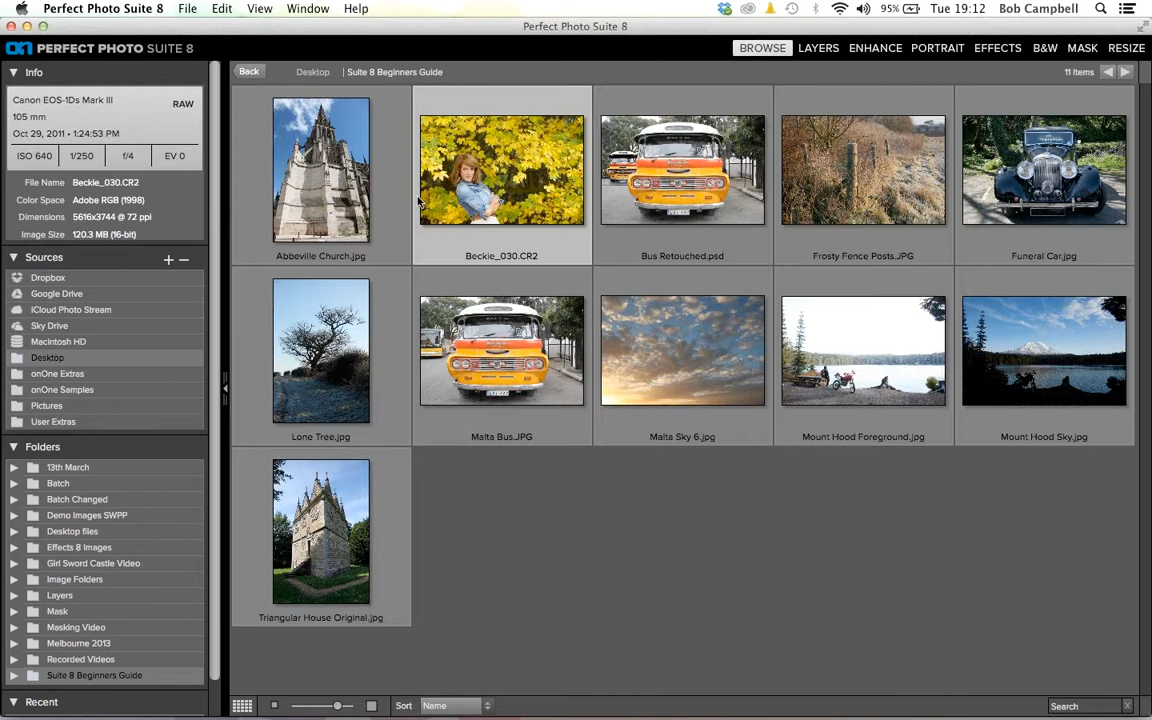 Perfect Photo Suite 8 File Edit View Window Help 95% Tue 19:12 Bob Campbell
Perfect Photo Suite 8
on PERFECT PHOTO SUITE 8 BROWSE LAYERS ENHANCE PORTRAIT EFFECTS B&W MASK RESIZE
Info
Canon EOS-1Ds Mark III RAW
105 mm
Oct 29, 2011 • 1:24:53 PM
ISO 640 1/250 f/4 EV 0
File Name Beckie_030.CR2
Color Space Adobe RGB (1998)
Dimensions 5616x3744 @ 72 ppi
Image Size 120.3 MB (16-bit)
Sources + −
Dropbox
Google Drive
iCloud Photo Stream
Sky Drive
Macintosh HD
Desktop
onOne Extras
onOne Samples
Pictures
User Extras
Folders
13th March
Batch
Batch Changed
Demo Images SWPP
Desktop files
Effects 8 Images
Girl Sword Castle Video
Image Folders
Layers
Mask
Masking Video
Melbourne 2013
Recorded Videos
Suite 8 Beginners Guide
Recent
Back Desktop | Suite 8 Beginners Guide 11 Items
Abbeville Church.jpg Beckie_030.CR2 Bus Retouched.psd Frosty Fence Posts.JPG Funeral Car.jpg
Lone Tree.jpg Malta Bus.JPG Malta Sky 6.jpg Mount Hood Foreground.jpg Mount Hood Sky.jpg
Triangular House Original.jpg
Sort Name Search X